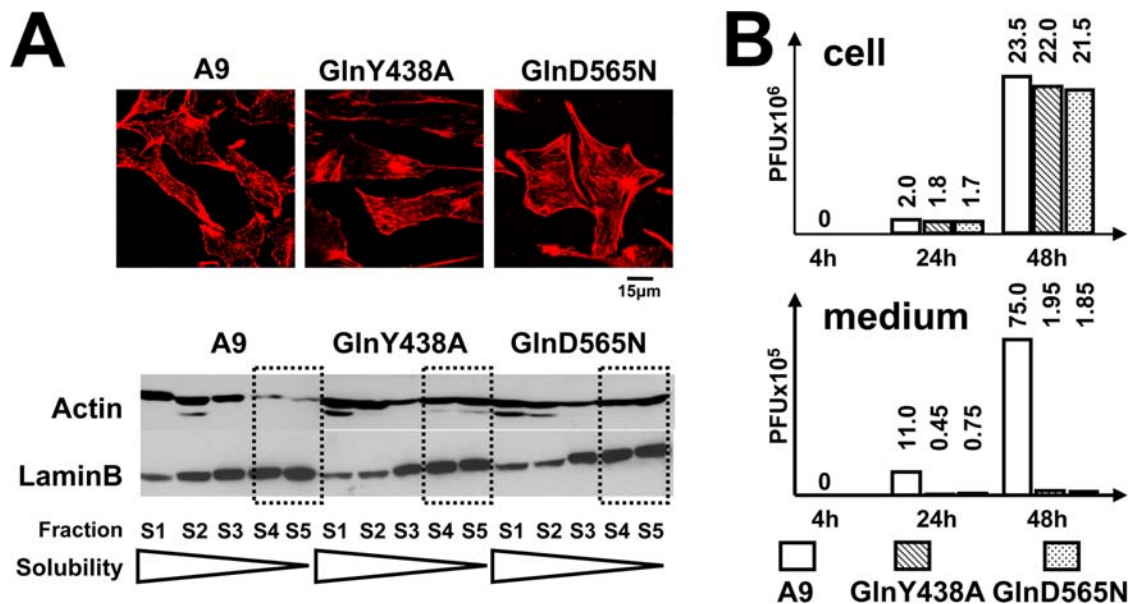 A
A9 GlnY438A GlnD565N
15μm
A9 GlnY438A GlnD565N
Actin
LaminB
Fraction S1 S2 S3 S4 S5 S1 S2 S3 S4 S5 S1 S2 S3 S4 S5
Solubility
B
cell
PFUx10⁶
0 2.0 1.8 1.7 23.5 22.0 21.5
4h 24h 48h
medium
PFUx10⁵
0 11.0 0.45 0.75 75.0 1.95 1.85
4h 24h 48h
A9 GlnY438A GlnD565N